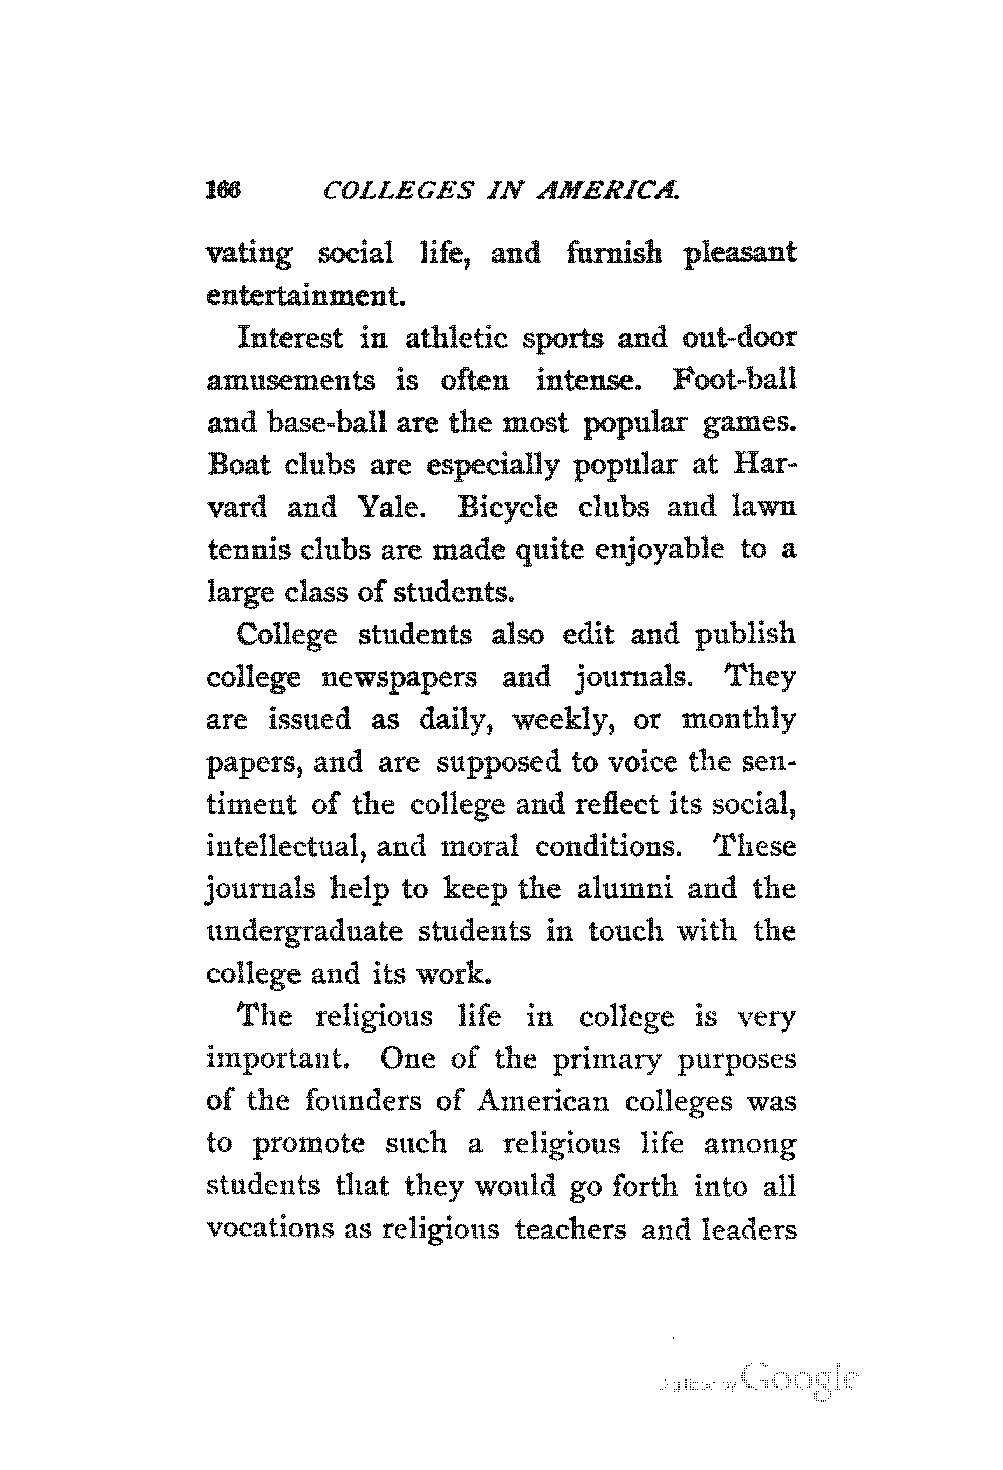 166 COLLEGES IN AMERICA.
vating social life, and furnish pleasant
entertainment.
Interest in athletic sports and out-door
amusements is often intense. Foot-ball
and base-ball are the most popular games.
Boat clubs are especially popular at Har-
vard and Yale. Bicycle clubs and lawn
tennis clubs are made quite enjoyable to a
large class of students.
College students also edit and publish
college newspapers and journals. They
are issued as daily, weekly, or monthly
papers, and are supposed to voice the sen-
timent of the college and reflect its social,
intellectual, and moral conditions. These
journals help to keep the alumni and the
undergraduate students in touch with the
college and its work.
The religious life in college is very
important. One of the primary purposes
of the founders of American colleges was
to promote such a religious life among
students that they would go forth into all
vocations as religious teachers and leaders
Digitized by Google